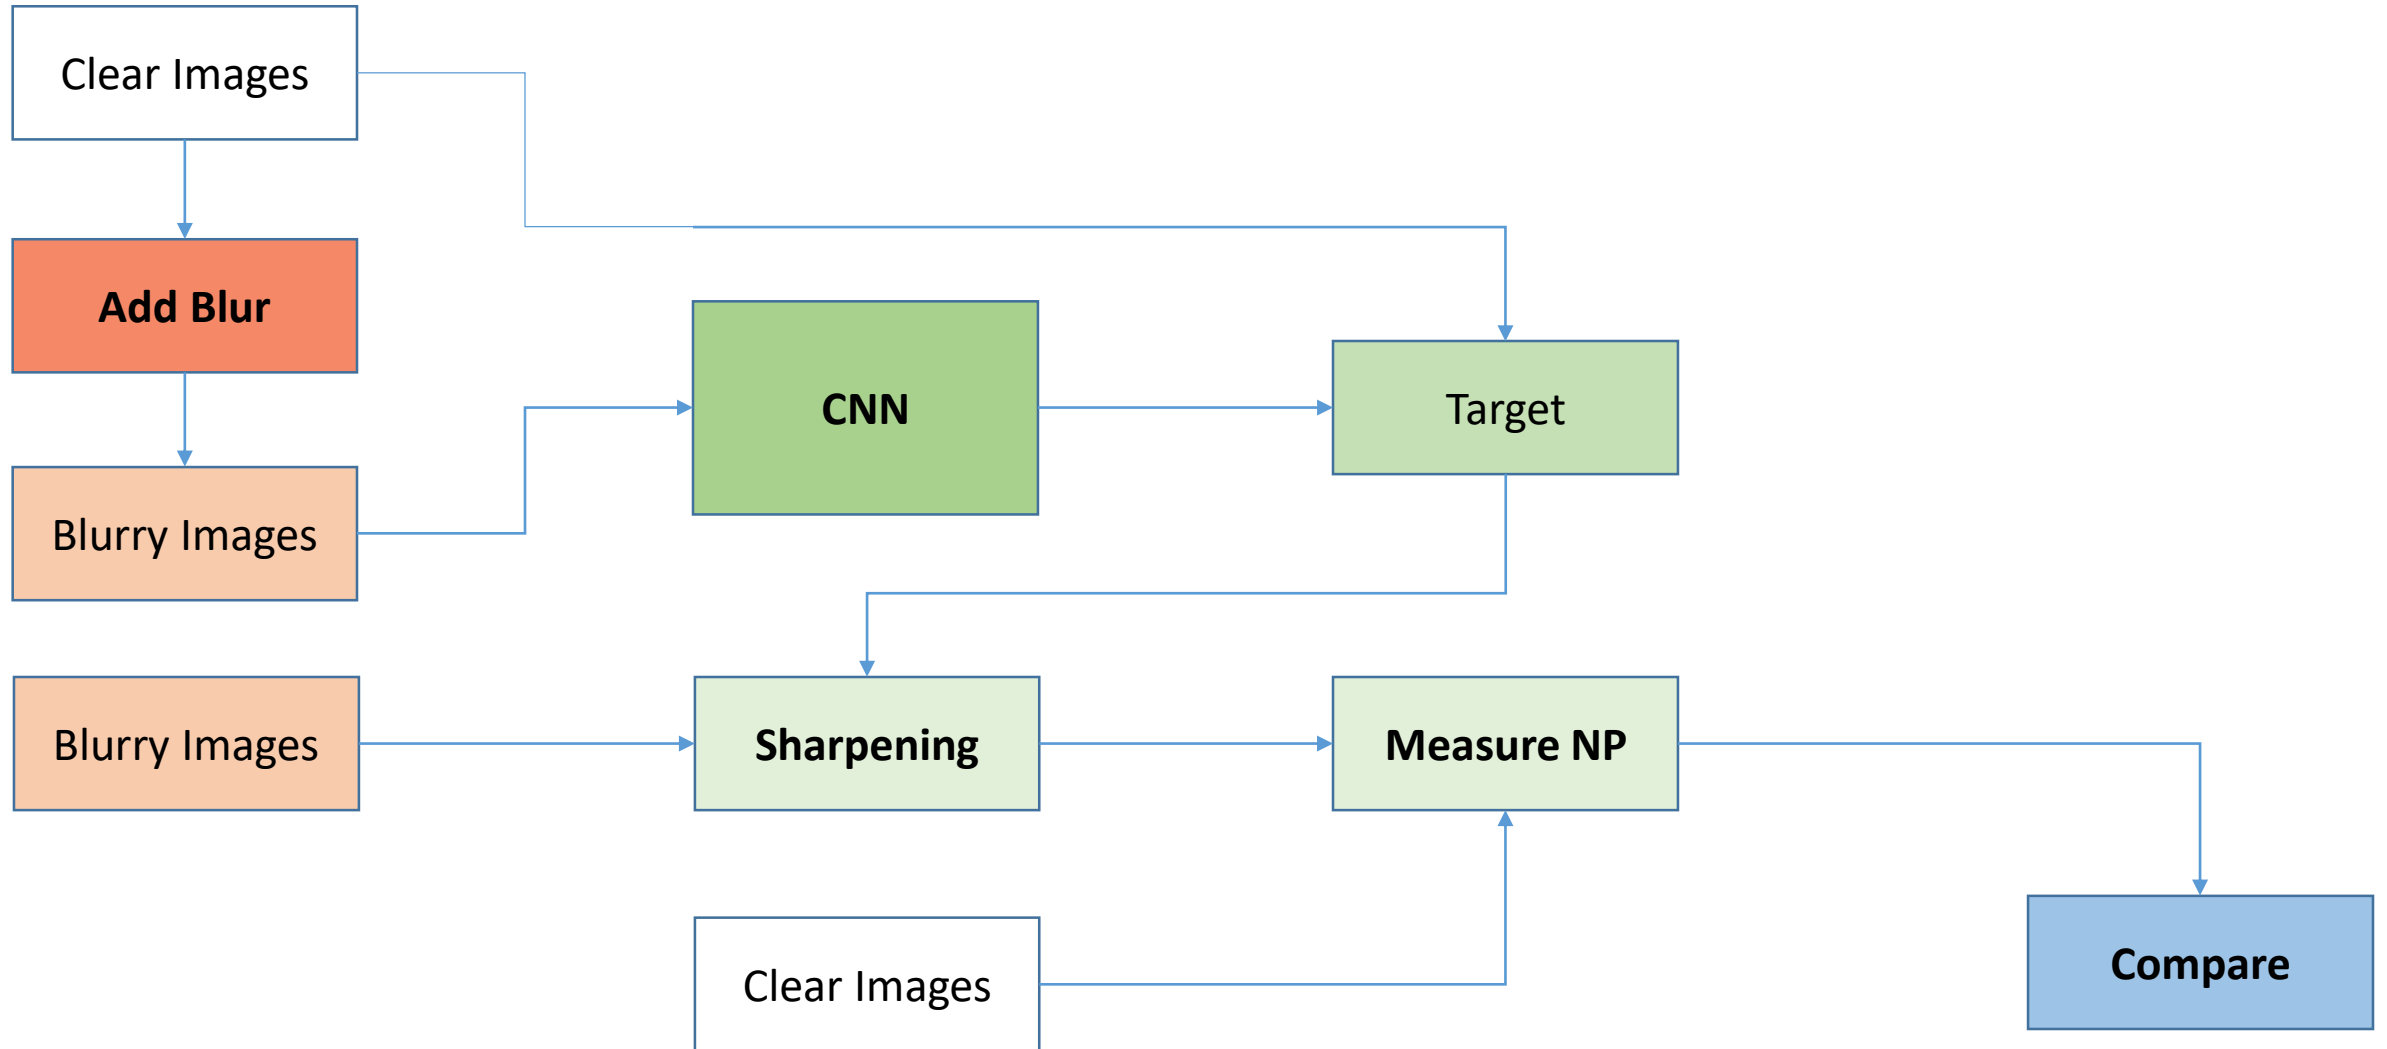 Clear Images
Add Blur
CNN
Target
Blurry Images
Blurry Images
Sharpening
Measure NP
Clear Images
Compare